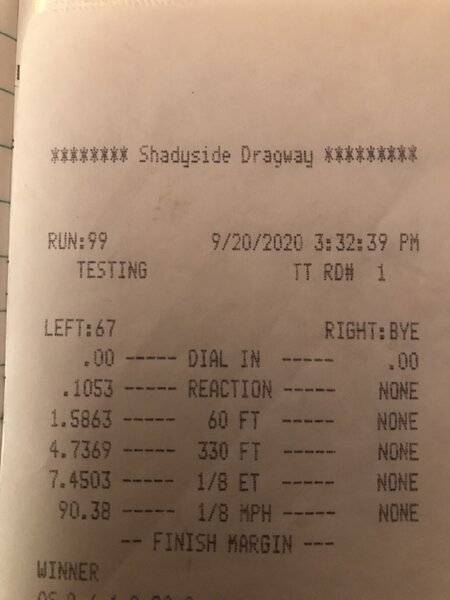 ******** Shadyside Dragway *********
RUN:99 9/20/2020 3:32:39 PM
TESTING TT RD# 1
LEFT:67 RIGHT:BYE
.00 ----- DIAL IN ----- .00
.1053 ----- REACTION ----- NONE
1.5863 ----- 60 FT ----- NONE
4.7369 ----- 330 FT ----- NONE
7.4503 ----- 1/8 ET ----- NONE
90.38 ----- 1/8 MPH ----- NONE
-- FINISH MARGIN ---
WINNER